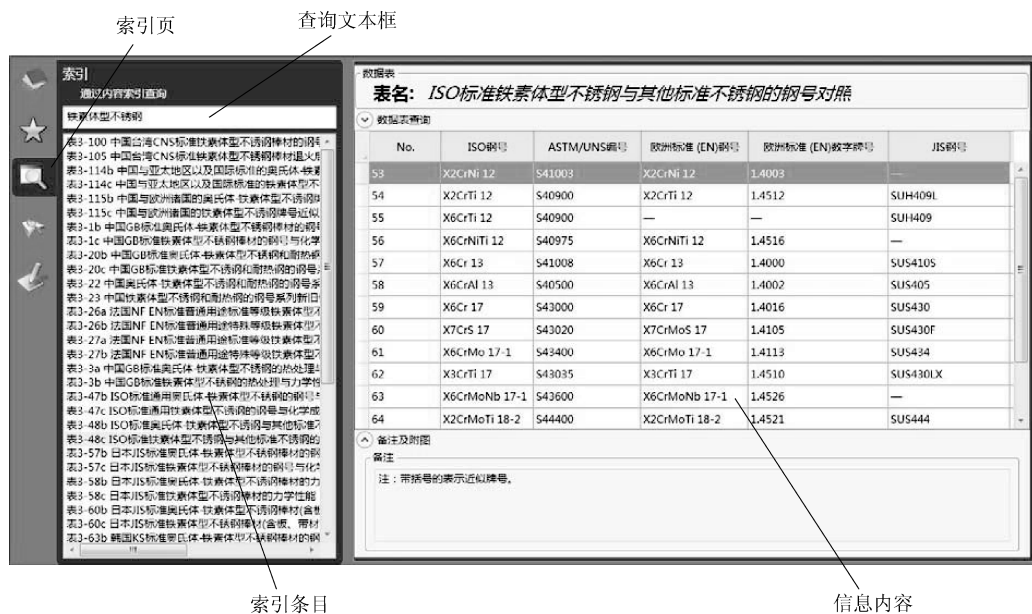 索引页
查询文本框
索引
通过内容索引查询
铁素体型不锈钢
表3-100 中国台湾CNS标准铁素体型不锈钢棒材的钢号
表3-105 中国台湾CNS标准铁素体型不锈钢棒材退火后
表3-114b 中国与亚太地区以及国际标准的奥氏体-铁素
表3-114c 中国与亚太地区以及国际标准的铁素体型不
表3-115b 中国与欧洲诸国的奥氏体-铁素体型不锈钢牌
表3-115c 中国与欧洲诸国的铁素体型不锈钢牌号近似
表3-1b 中国GB标准奥氏体-铁素体型不锈钢棒材的钢号
表3-1c 中国GB标准铁素体型不锈钢棒材的钢号与化学
表3-20b 中国GB标准奥氏体-铁素体型不锈钢和耐热钢
表3-20c 中国GB标准铁素体型不锈钢和耐热钢的钢号
表3-22 中国奥氏体-铁素体型不锈钢和耐热钢的钢号系
表3-23 中国铁素体型不锈钢和耐热钢的钢号系列新旧
表3-26a 法国NF EN标准普通用途标准等级铁素体型不
表3-26b 法国NF EN标准普通用途特殊等级铁素体型不
表3-27a 法国NF EN标准普通用途标准等级铁素体型不
表3-27b 法国NF EN标准普通用途特殊等级铁素体型不
表3-3a 中国GB标准奥氏体-铁素体型不锈钢的热处理与
表3-3b 中国GB标准铁素体型不锈钢的热处理与力学性
表3-47b ISO标准通用奥氏体-铁素体型不锈钢的钢号与
表3-47c ISO标准通用铁素体型不锈钢的钢号与化学成
表3-48b ISO标准奥氏体-铁素体型不锈钢与其他标准不
表3-48c ISO标准铁素体型不锈钢与其他标准不锈钢的
表3-57b 日本JIS标准奥氏体-铁素体型不锈钢棒材的钢
表3-57c 日本JIS标准铁素体型不锈钢棒材的钢号与化学
表3-58b 日本JIS标准奥氏体-铁素体型不锈钢棒材的力
表3-58c 日本JIS标准铁素体型不锈钢棒材的力学性能
表3-60b 日本JIS标准奥氏体-铁素体型不锈钢棒材(含板
表3-60c 日本JIS标准铁素体型不锈钢棒材(含板、带材
表3-63b 韩国KS标准奥氏体-铁素体型不锈钢棒材的钢
数据表
表名: ISO标准铁素体型不锈钢与其他标准不锈钢的钢号对照
数据表查询
No. ISO钢号 ASTM/UNS编号 欧洲标准 (EN)钢号 欧洲标准 (EN)数字牌号 JIS钢号
53 X2CrNi 12 S41003 X2CrNi 12 1.4003 —
54 X2CrTi 12 S40900 X2CrTi 12 1.4512 SUH409L
55 X6CrTi 12 S40900 — — SUH409
56 X6CrNiTi 12 S40975 X6CrNiTi 12 1.4516 —
57 X6Cr 13 S41008 X6Cr 13 1.4000 SUS410S
58 X6CrAl 13 S40500 X6CrAl 13 1.4002 SUS405
59 X6Cr 17 S43000 X6Cr 17 1.4016 SUS430
60 X7CrS 17 S43020 X7CrMoS 17 1.4105 SUS430F
61 X6CrMo 17-1 S43400 X6CrMo 17-1 1.4113 SUS434
62 X3CrTi 17 S43035 X3CrTi 17 1.4510 SUS430LX
63 X6CrMoNb 17-1 S43600 X6CrMoNb 17-1 1.4526 —
64 X2CrMoTi 18-2 S44400 X2CrMoTi 18-2 1.4521 SUS444
备注及附图
备注
注：带括号的表示近似牌号。
索引条目
信息内容